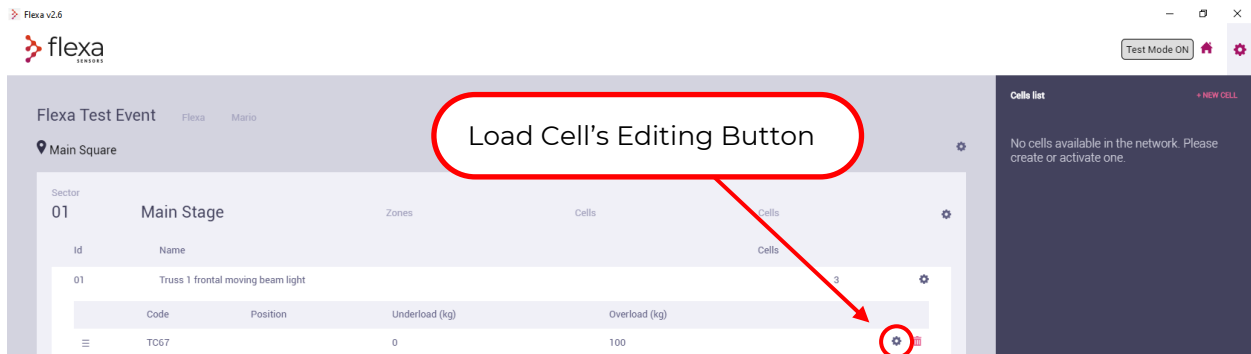 Flexa v2.6
flexa
SENSORS
Test Mode ON
Flexa Test Event Flexa Mario
Main Square
Load Cell's Editing Button
Cells list + NEW CELL
No cells available in the network. Please
create or activate one.
Sector
01 Main Stage Zones Cells Cells
Id Name Cells
01 Truss 1 frontal moving beam light 3
Code Position Underload (kg) Overload (kg)
TC67 0 100